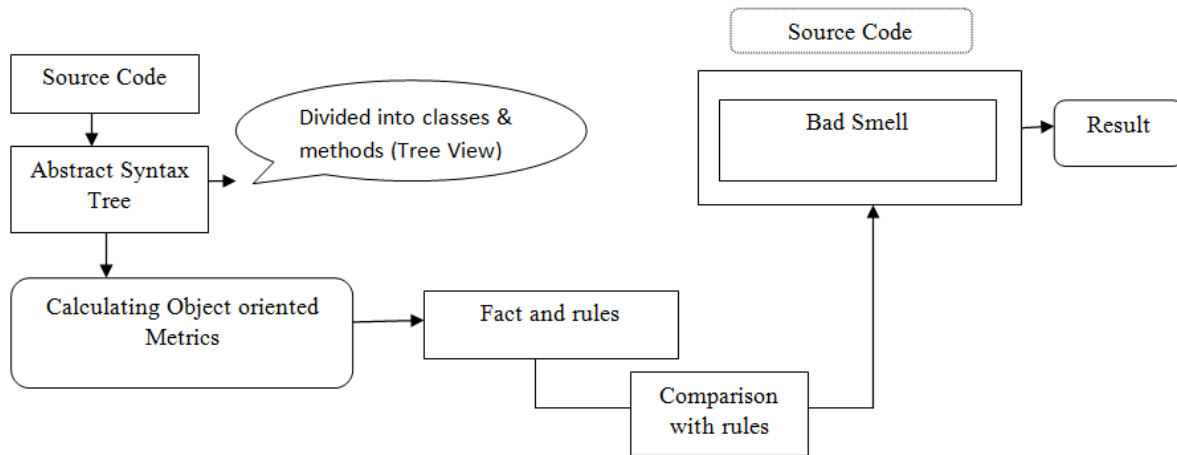 Source Code
Abstract Syntax
Tree
Divided into classes &
methods (Tree View)
Calculating Object oriented
Metrics
Fact and rules
Comparison
with rules
Source Code
Bad Smell
Result